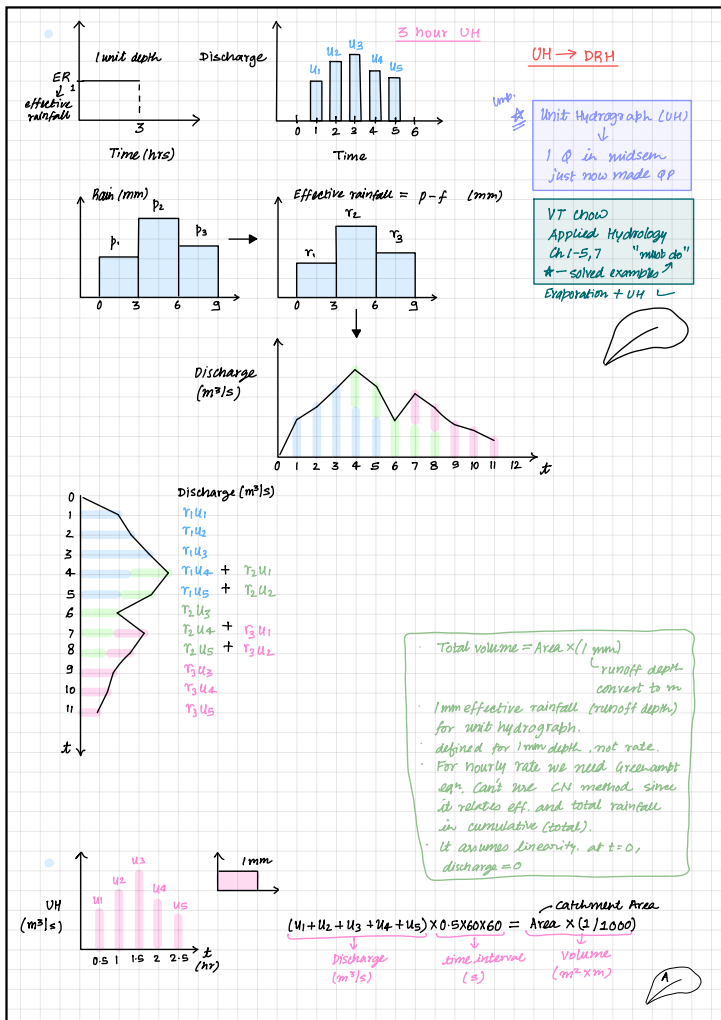 3 hour UH
1 unit depth
ER
1
effective
rainfall
3
Time (hrs)
Discharge
u1 u2 u3 u4 u5
0 1 2 3 4 5 6
Time
UH → DRH
imp.
Unit Hydrograph (UH)
1 Q in midsem
just now made QP
VT Chow
Applied Hydrology
Ch 1-5, 7 "must do"
* - solved examples
Evaporation + UH
Rain (mm)
P1 P2 P3
0 3 6 9
Effective rainfall = p-f (mm)
r1 r2 r3
0 3 6 9
Discharge
(m³/s)
0 1 2 3 4 5 6 7 8 9 10 11 12 t
Discharge (m³/s)
0
1 r1u1
2 r1u2
3 r1u3
4 r1u4 + r2u1
5 r1u5 + r2u2
6 r2u3
7 r2u4 + r3u1
8 r2u5 + r3u2
9 r3u3
10 r3u4
11 r3u5
t
· Total volume = Area × (1 mm)
runoff depth
convert to m
· 1mm effective rainfall (runoff depth)
for unit hydrograph.
· defined for 1mm depth, not rate.
· For hourly rate we need Greenampt
eqn. Can't use CN method since
it relates eff. and total rainfall
in cumulative (total).
· It assumes linearity. at t=0,
discharge = 0
UH
(m³/s)
u1 u2 u3 u4 u5
0.5 1 1.5 2 2.5
t
(hr)
1mm
Catchment Area
(u1+u2+u3+u4+u5) × 0.5×60×60 = Area × (1/1000)
Discharge
(m³/s)
time interval
(s)
Volume
(m² × m)
A